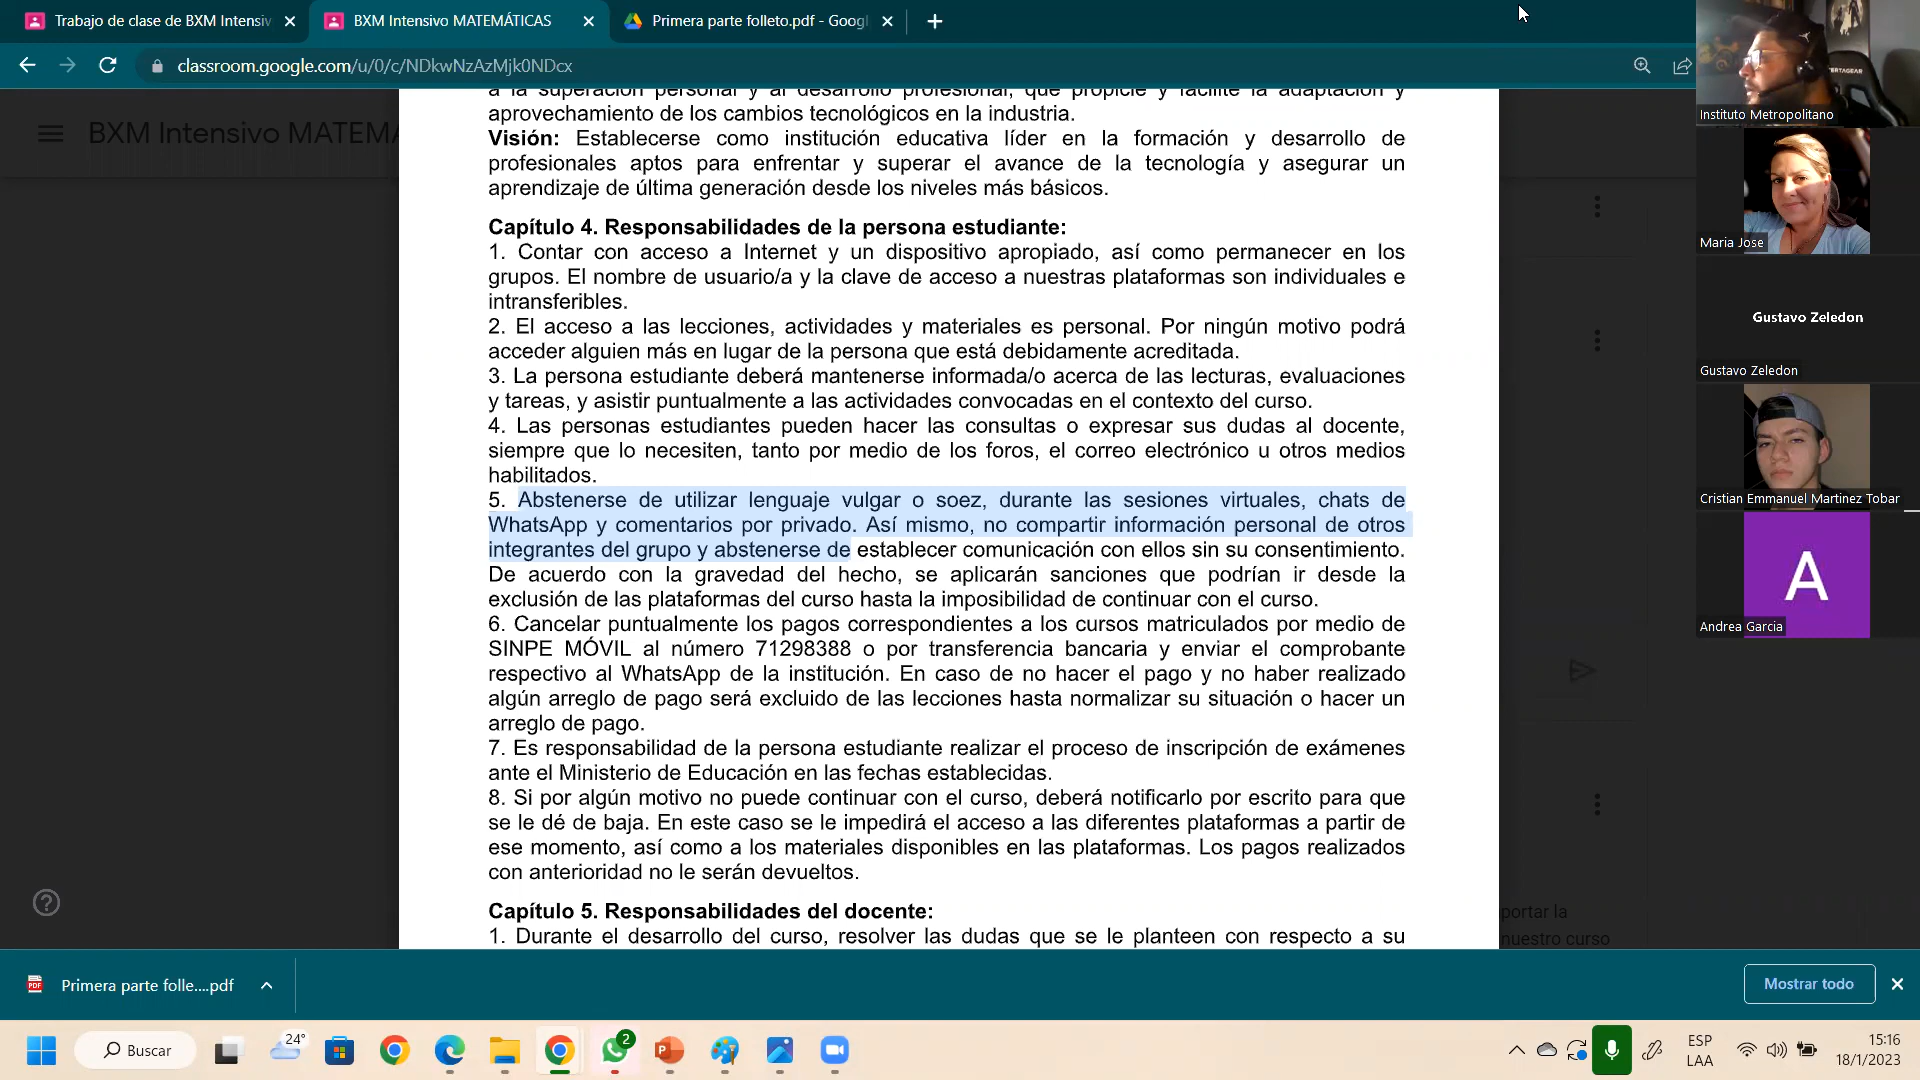 Trabajo de clase de BXM Intensiv
BXM Intensivo MATEMÁTICAS
Primera parte folleto.pdf - Googl
classroom.google.com/u/0/c/NDkwNzAzMjk0NDcx
BXM Intensivo MATEMÁ
a la superación personal y al desarrollo profesional, que propicie y facilite la adaptación y
aprovechamiento de los cambios tecnológicos en la industria.
Visión: Establecerse como institución educativa líder en la formación y desarrollo de
profesionales aptos para enfrentar y superar el avance de la tecnología y asegurar un
aprendizaje de última generación desde los niveles más básicos.
Capítulo 4. Responsabilidades de la persona estudiante:
1. Contar con acceso a Internet y un dispositivo apropiado, así como permanecer en los
grupos. El nombre de usuario/a y la clave de acceso a nuestras plataformas son individuales e
intransferibles.
2. El acceso a las lecciones, actividades y materiales es personal. Por ningún motivo podrá
acceder alguien más en lugar de la persona que está debidamente acreditada.
3. La persona estudiante deberá mantenerse informada/o acerca de las lecturas, evaluaciones
y tareas, y asistir puntualmente a las actividades convocadas en el contexto del curso.
4. Las personas estudiantes pueden hacer las consultas o expresar sus dudas al docente,
siempre que lo necesiten, tanto por medio de los foros, el correo electrónico u otros medios
habilitados.
5. Abstenerse de utilizar lenguaje vulgar o soez, durante las sesiones virtuales, chats de
WhatsApp y comentarios por privado. Así mismo, no compartir información personal de otros
integrantes del grupo y abstenerse de establecer comunicación con ellos sin su consentimiento.
De acuerdo con la gravedad del hecho, se aplicarán sanciones que podrían ir desde la
exclusión de las plataformas del curso hasta la imposibilidad de continuar con el curso.
6. Cancelar puntualmente los pagos correspondientes a los cursos matriculados por medio de
SINPE MÓVIL al número 71298388 o por transferencia bancaria y enviar el comprobante
respectivo al WhatsApp de la institución. En caso de no hacer el pago y no haber realizado
algún arreglo de pago será excluido de las lecciones hasta normalizar su situación o hacer un
arreglo de pago.
7. Es responsabilidad de la persona estudiante realizar el proceso de inscripción de exámenes
ante el Ministerio de Educación en las fechas establecidas.
8. Si por algún motivo no puede continuar con el curso, deberá notificarlo por escrito para que
se le dé de baja. En este caso se le impedirá el acceso a las diferentes plataformas a partir de
ese momento, así como a los materiales disponibles en las plataformas. Los pagos realizados
con anterioridad no le serán devueltos.
Capítulo 5. Responsabilidades del docente:
1. Durante el desarrollo del curso, resolver las dudas que se le planteen con respecto a su
portar la
nuestro curso
Instituto Metropolitano
Maria Jose
Gustavo Zeledon
Gustavo Zeledon
Cristian Emmanuel Martinez Tobar
A
Andrea Garcia
PDF
Primera parte folle....pdf
Mostrar todo
Buscar
24°
2
ESP
LAA
15:16
18/1/2023